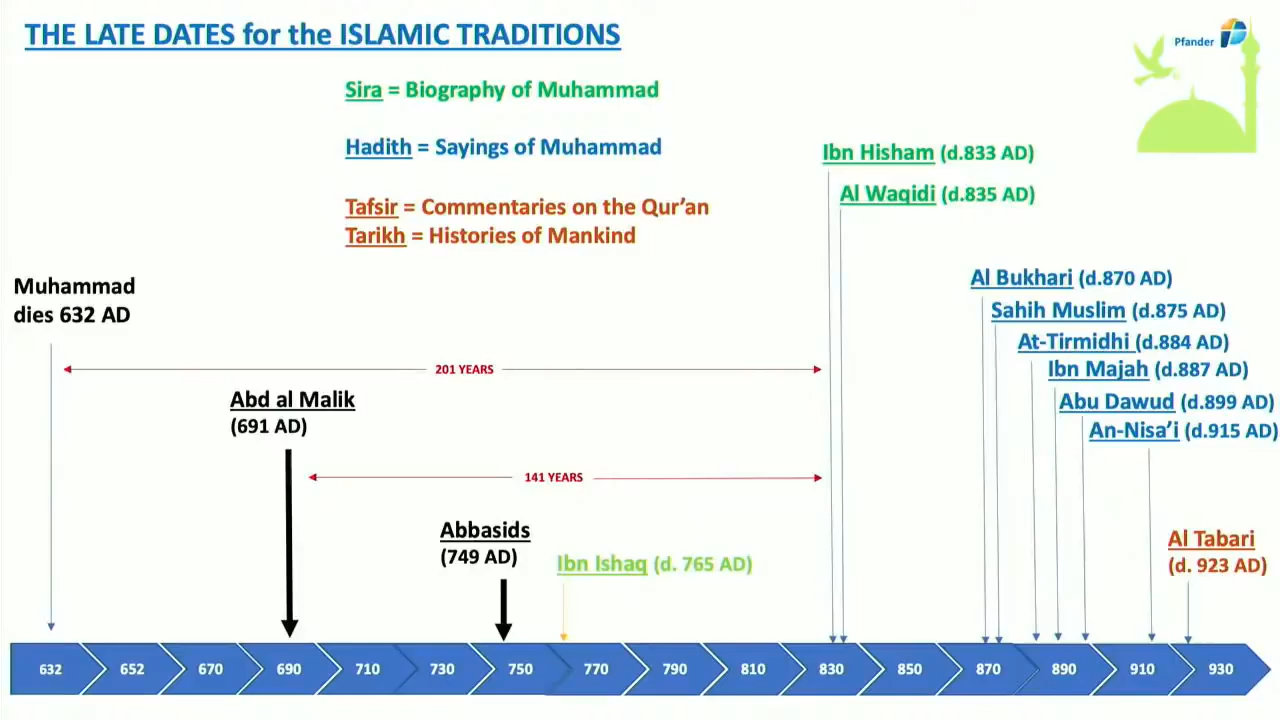 THE LATE DATES for the ISLAMIC TRADITIONS
Pfander
Sira = Biography of Muhammad
Hadith = Sayings of Muhammad
Tafsir = Commentaries on the Qur’an
Tarikh = Histories of Mankind
Ibn Hisham (d.833 AD)
Al Waqidi (d.835 AD)
Muhammad
dies 632 AD
Al Bukhari (d.870 AD)
Sahih Muslim (d.875 AD)
At-Tirmidhi (d.884 AD)
Ibn Majah (d.887 AD)
Abu Dawud (d.899 AD)
An-Nisa’i (d.915 AD)
201 YEARS
Abd al Malik
(691 AD)
141 YEARS
Abbasids
(749 AD)
Ibn Ishaq (d. 765 AD)
Al Tabari
(d. 923 AD)
632 652 670 690 710 730 750 770 790 810 830 850 870 890 910 930